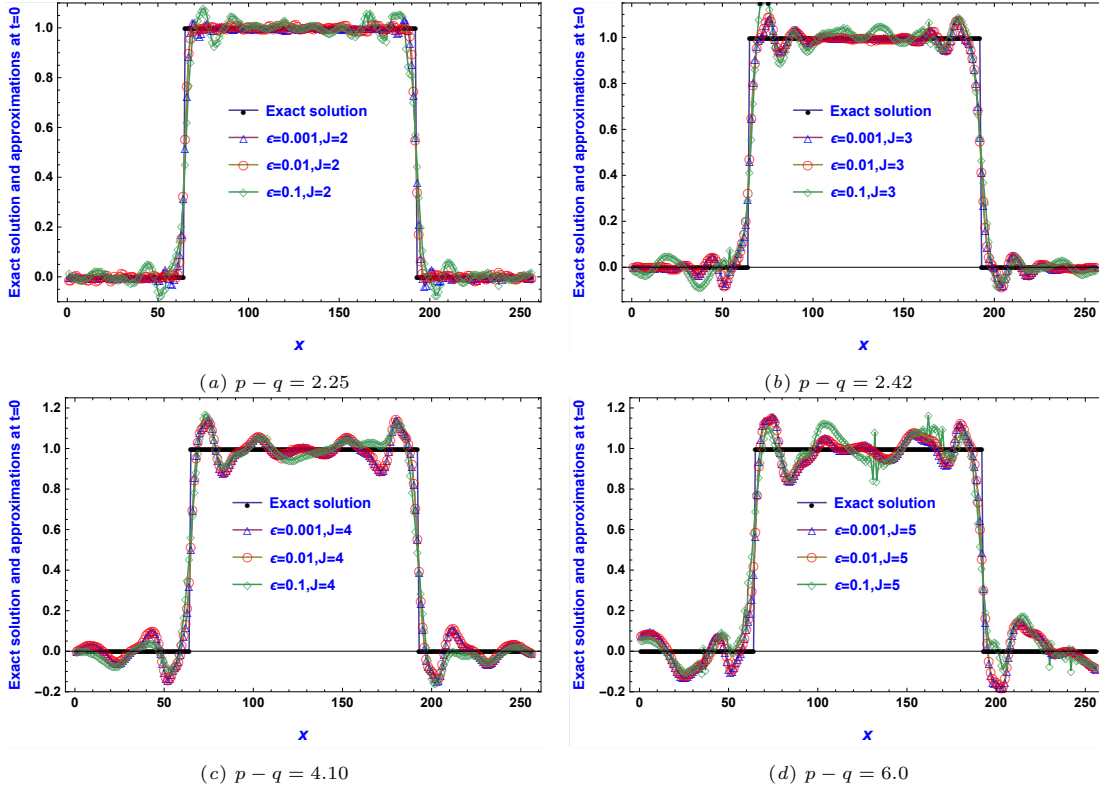 Exact solution and approximations at t=0
1.0
0.8
0.6
0.4
0.2
0.0
Exact solution
ϵ=0.001,J=2
ϵ=0.01,J=2
ϵ=0.1,J=2
0 50 100 150 200 250
x
(a) p − q = 2.25
Exact solution and approximations at t=0
1.0
0.8
0.6
0.4
0.2
0.0
Exact solution
ϵ=0.001,J=3
ϵ=0.01,J=3
ϵ=0.1,J=3
0 50 100 150 200 250
x
(b) p − q = 2.42
Exact solution and approximations at t=0
1.2
1.0
0.8
0.6
0.4
0.2
0.0
−0.2
Exact solution
ϵ=0.001,J=4
ϵ=0.01,J=4
ϵ=0.1,J=4
0 50 100 150 200 250
x
(c) p − q = 4.10
Exact solution and approximations at t=0
1.2
1.0
0.8
0.6
0.4
0.2
0.0
−0.2
Exact solution
ϵ=0.001,J=5
ϵ=0.01,J=5
ϵ=0.1,J=5
0 50 100 150 200 250
x
(d) p − q = 6.0